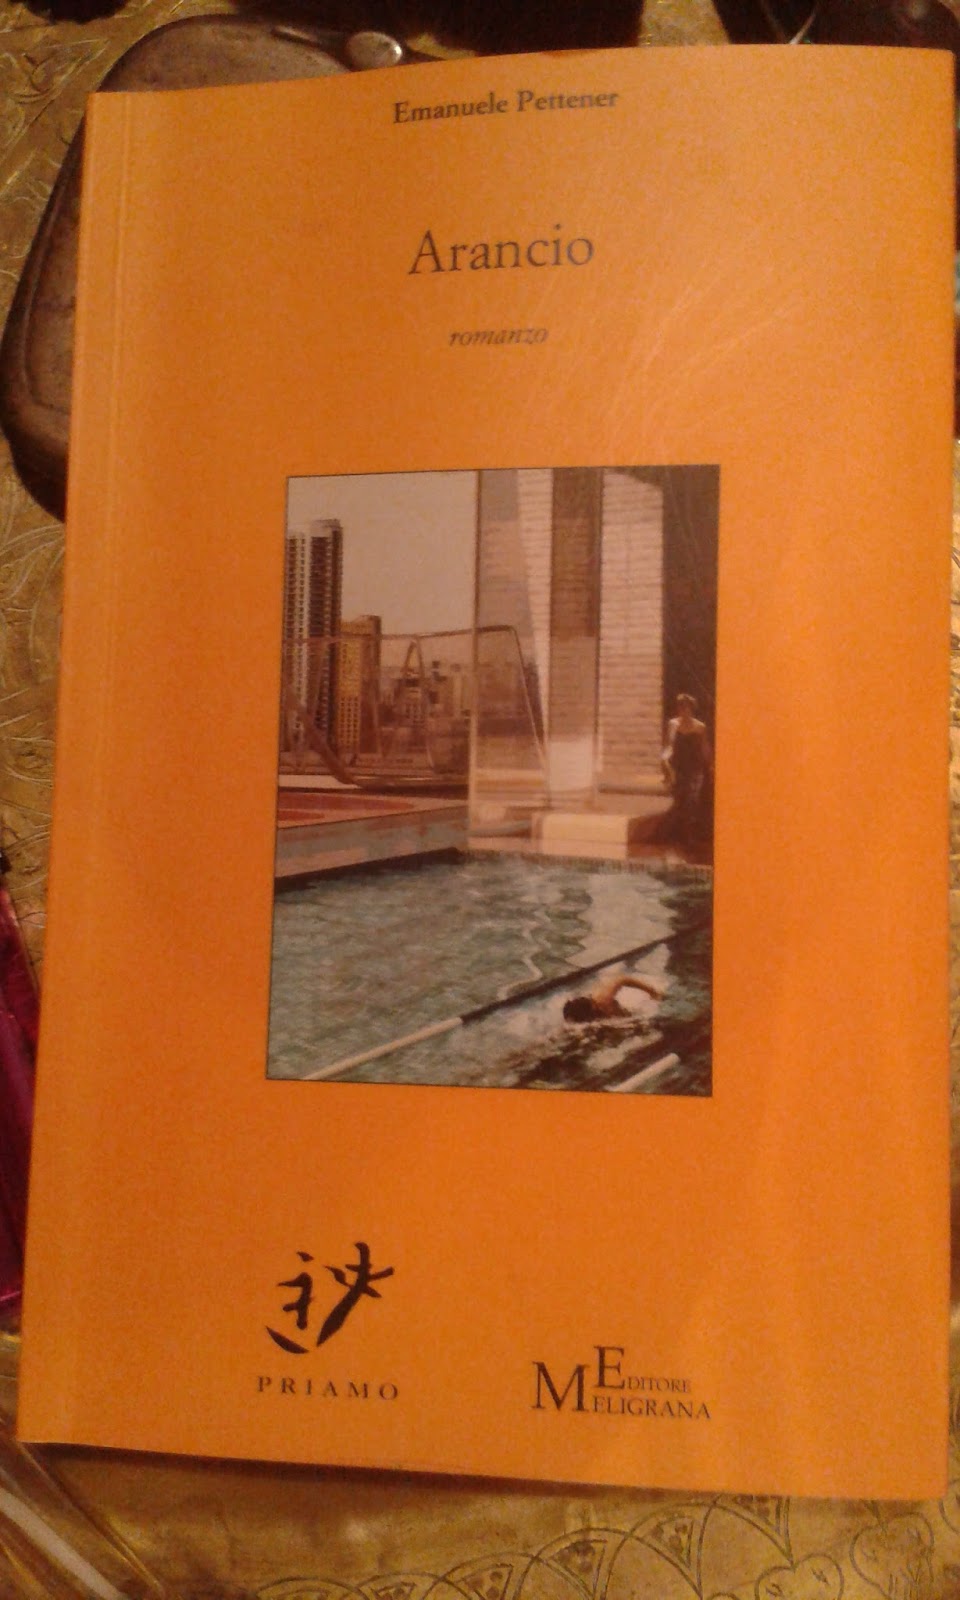 Emanuele Pettener
Arancio
romanzo
PRIAMO
MELIGRANA EDITORE